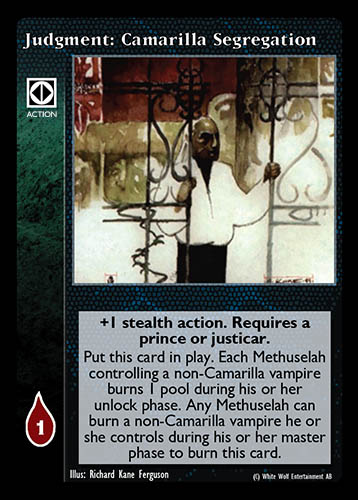 Judgment: Camarilla Segregation
ACTION
+1 stealth action. Requires a
prince or justicar.
Put this card in play. Each Methuselah
controlling a non-Camarilla vampire
burns 1 pool during his or her
unlock phase. Any Methuselah can
burn a non-Camarilla vampire he or
she controls during his or her master
phase to burn this card.
1
Illus: Richard Kane Ferguson
(C) White Wolf Entertainment AB